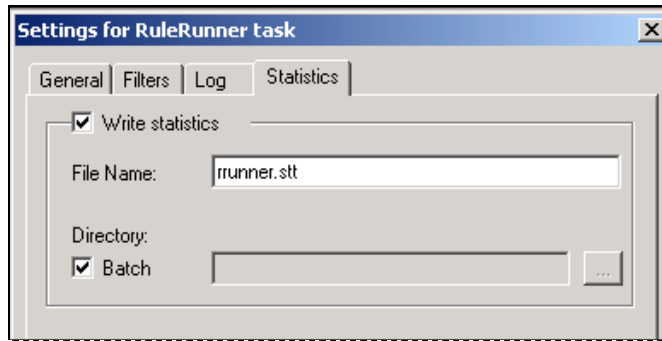 Settings for RuleRunner task
General Filters Log Statistics
Write statistics
File Name: rrunner.stt
Directory:
Batch ...